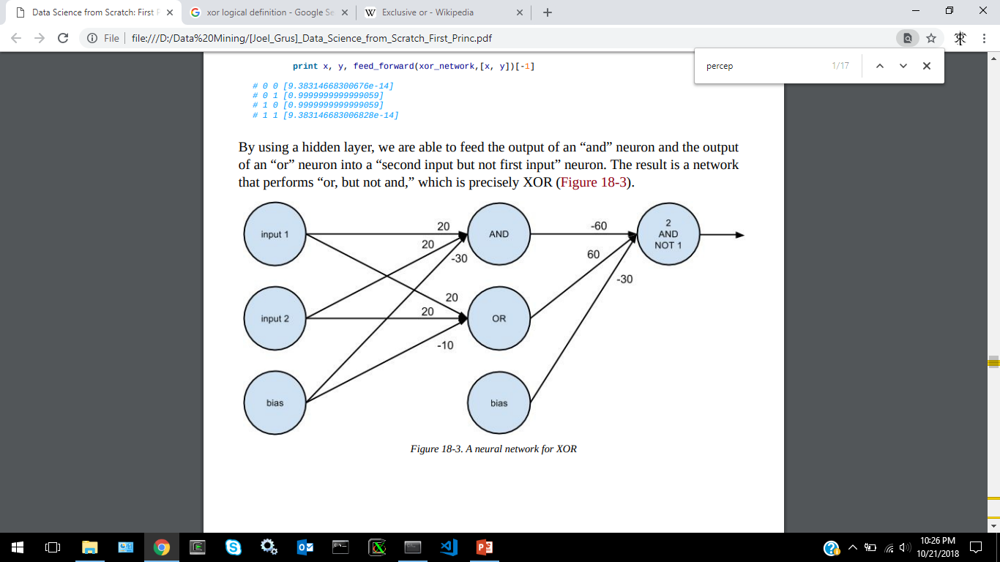 Data Science from Scratch: First P
xor logical definition - Google Se
W Exclusive or - Wikipedia
File file:///D:/Data%20Mining/[Joel_Grus]_Data_Science_from_Scratch_First_Princ.pdf
percep 1/17
print x, y, feed_forward(xor_network,[x, y])[-1]
# 0 0 [9.38314668300676e-14]
# 0 1 [0.9999999999999059]
# 1 0 [0.9999999999999059]
# 1 1 [9.383146683006828e-14]
By using a hidden layer, we are able to feed the output of an “and” neuron and the output
of an “or” neuron into a “second input but not first input” neuron. The result is a network
that performs “or, but not and,” which is precisely XOR (Figure 18-3).
input 1
20
20
-30
AND
-60
60
-30
2
AND
NOT 1
input 2
20
20
-10
OR
bias
bias
Figure 18-3. A neural network for XOR
10:26 PM
10/21/2018